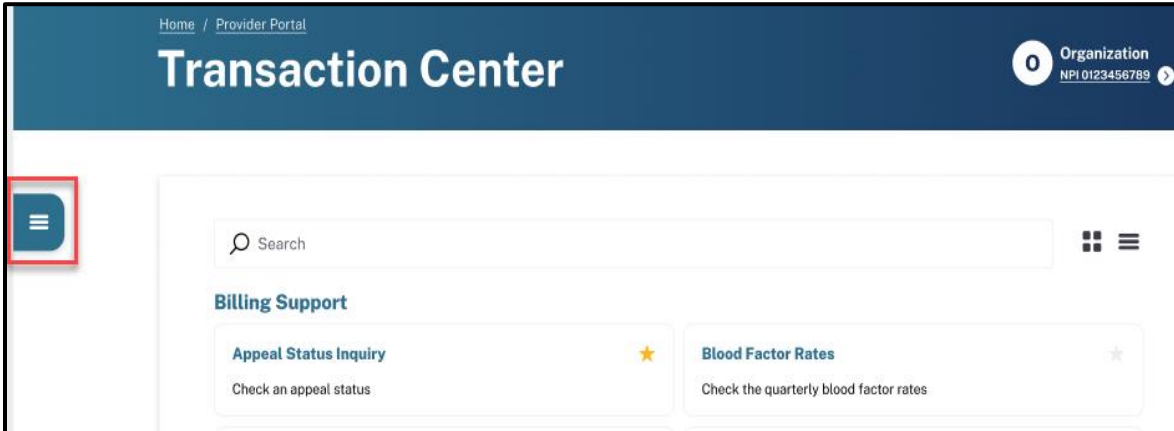 Home / Provider Portal
Transaction Center
O
Organization
NPI 0123456789
Search
Billing Support
Appeal Status Inquiry
Check an appeal status
Blood Factor Rates
Check the quarterly blood factor rates